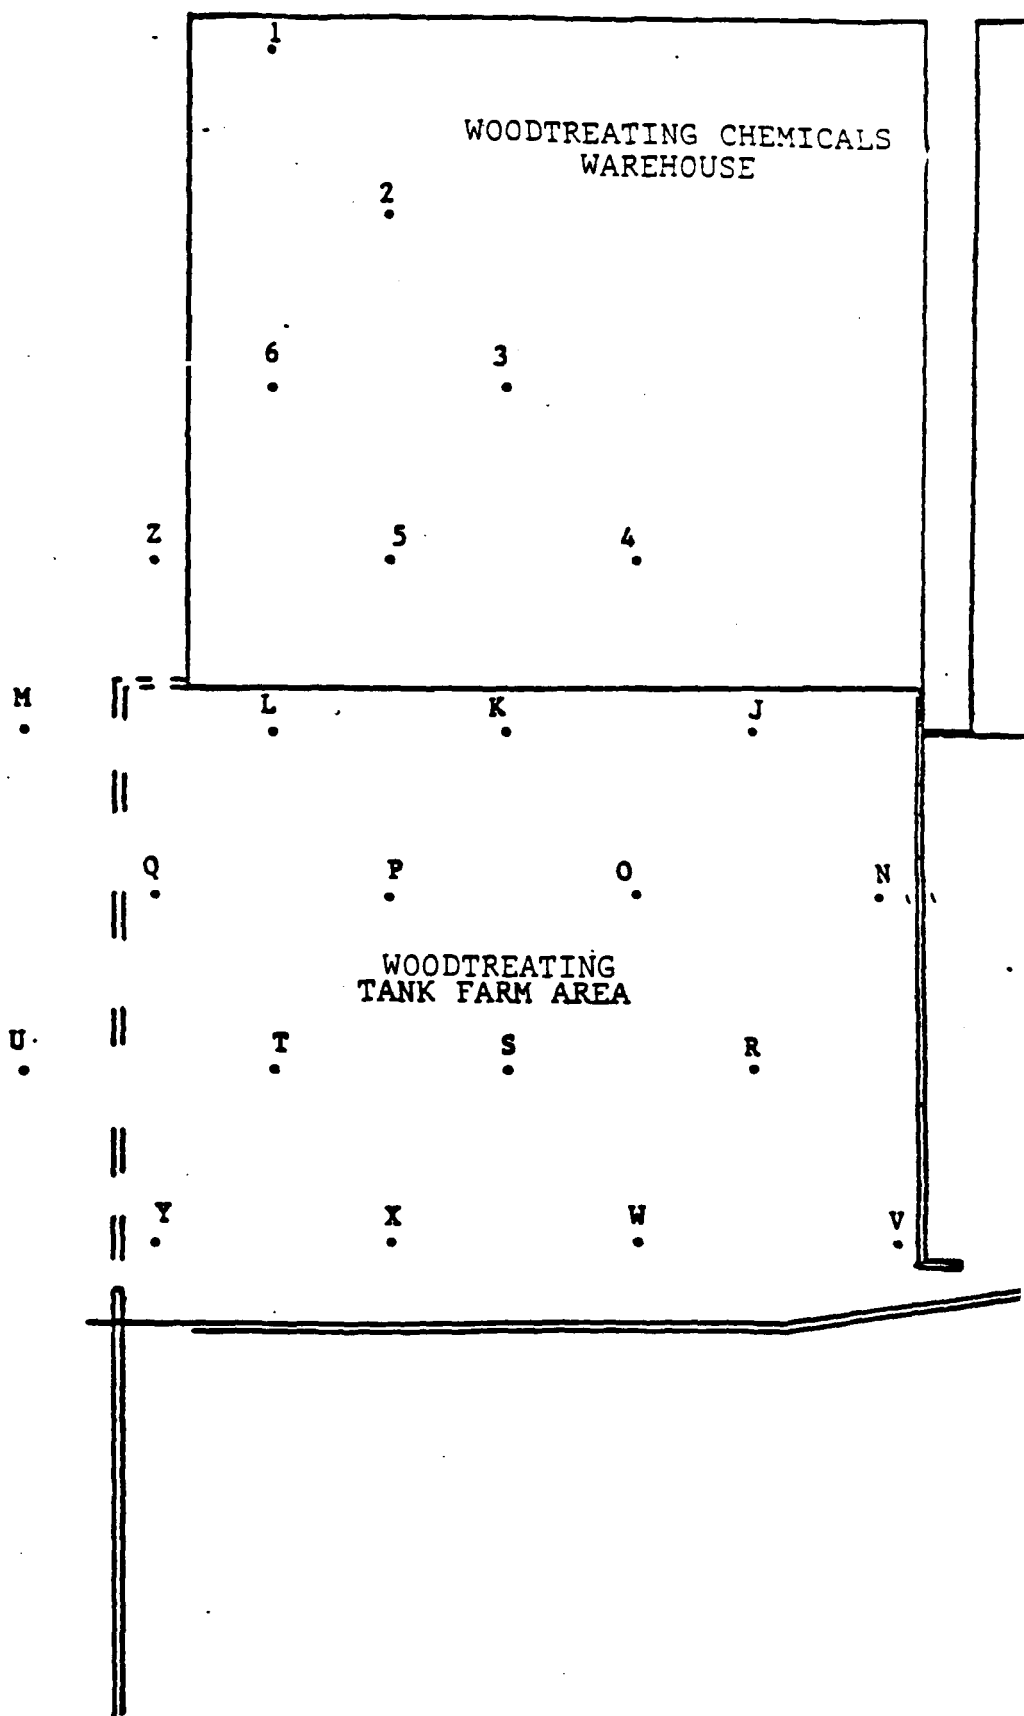 1
WOODTREATING CHEMICALS
WAREHOUSE
2
6 3
Z 5 4
M L K J
Q P O N
WOODTREATING
TANK FARM AREA
U T S R
Y X W V